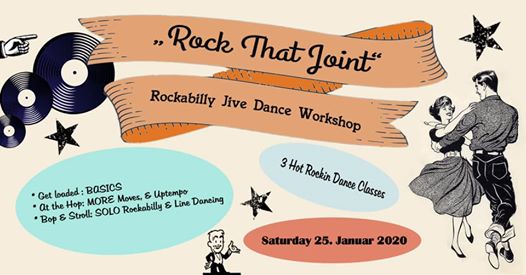 „Rock That Joint“
Rockabilly Jive Dance Workshop
* Get loaded : BASICS
* At the Hop: MORE Moves, & Uptempo
* Bop & Stroll: SOLO Rockabilly & Line Dancing
3 Hot Rockin Dance Classes
Saturday 25. Januar 2020